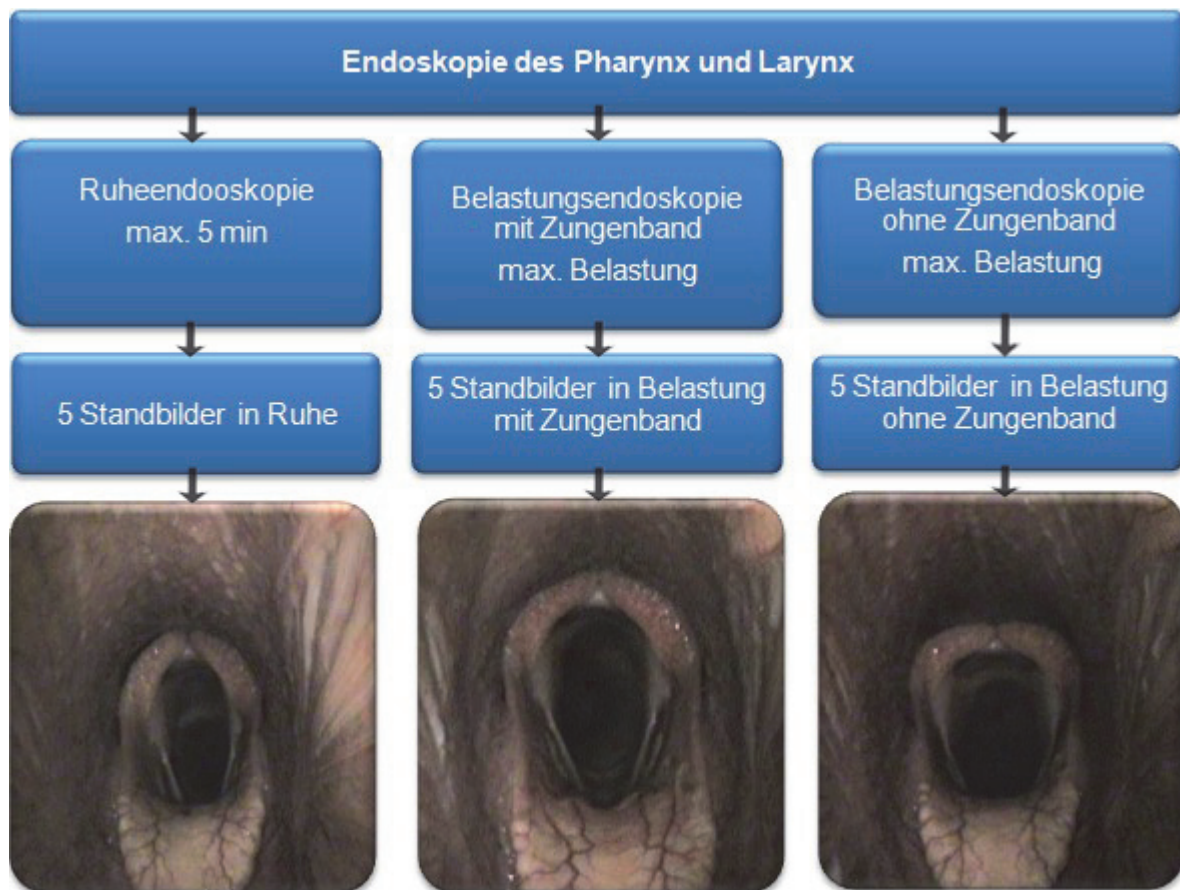 Endoskopie des Pharynx und Larynx
Ruheendooskopie
max. 5 min
Belastungsendoskopie
mit Zungenband
max. Belastung
Belastungsendoskopie
ohne Zungenband
max. Belastung
5 Standbilder in Ruhe
5 Standbilder in Belastung
mit Zungenband
5 Standbilder in Belastung
ohne Zungenband